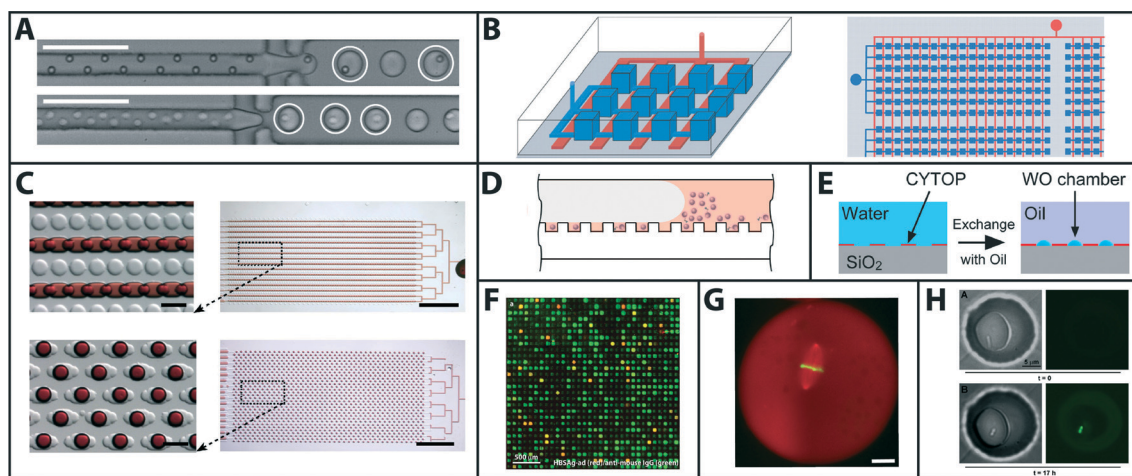 A
B
C
D
E
CYTOP
WO chamber
Water
Exchange
Oil
SiO₂
with Oil
F
a
500 µm
HBSAg-ad (red)/anti-mouse IgG (green)
G
H
A
5 µm
t = 0
B
t = 17 h